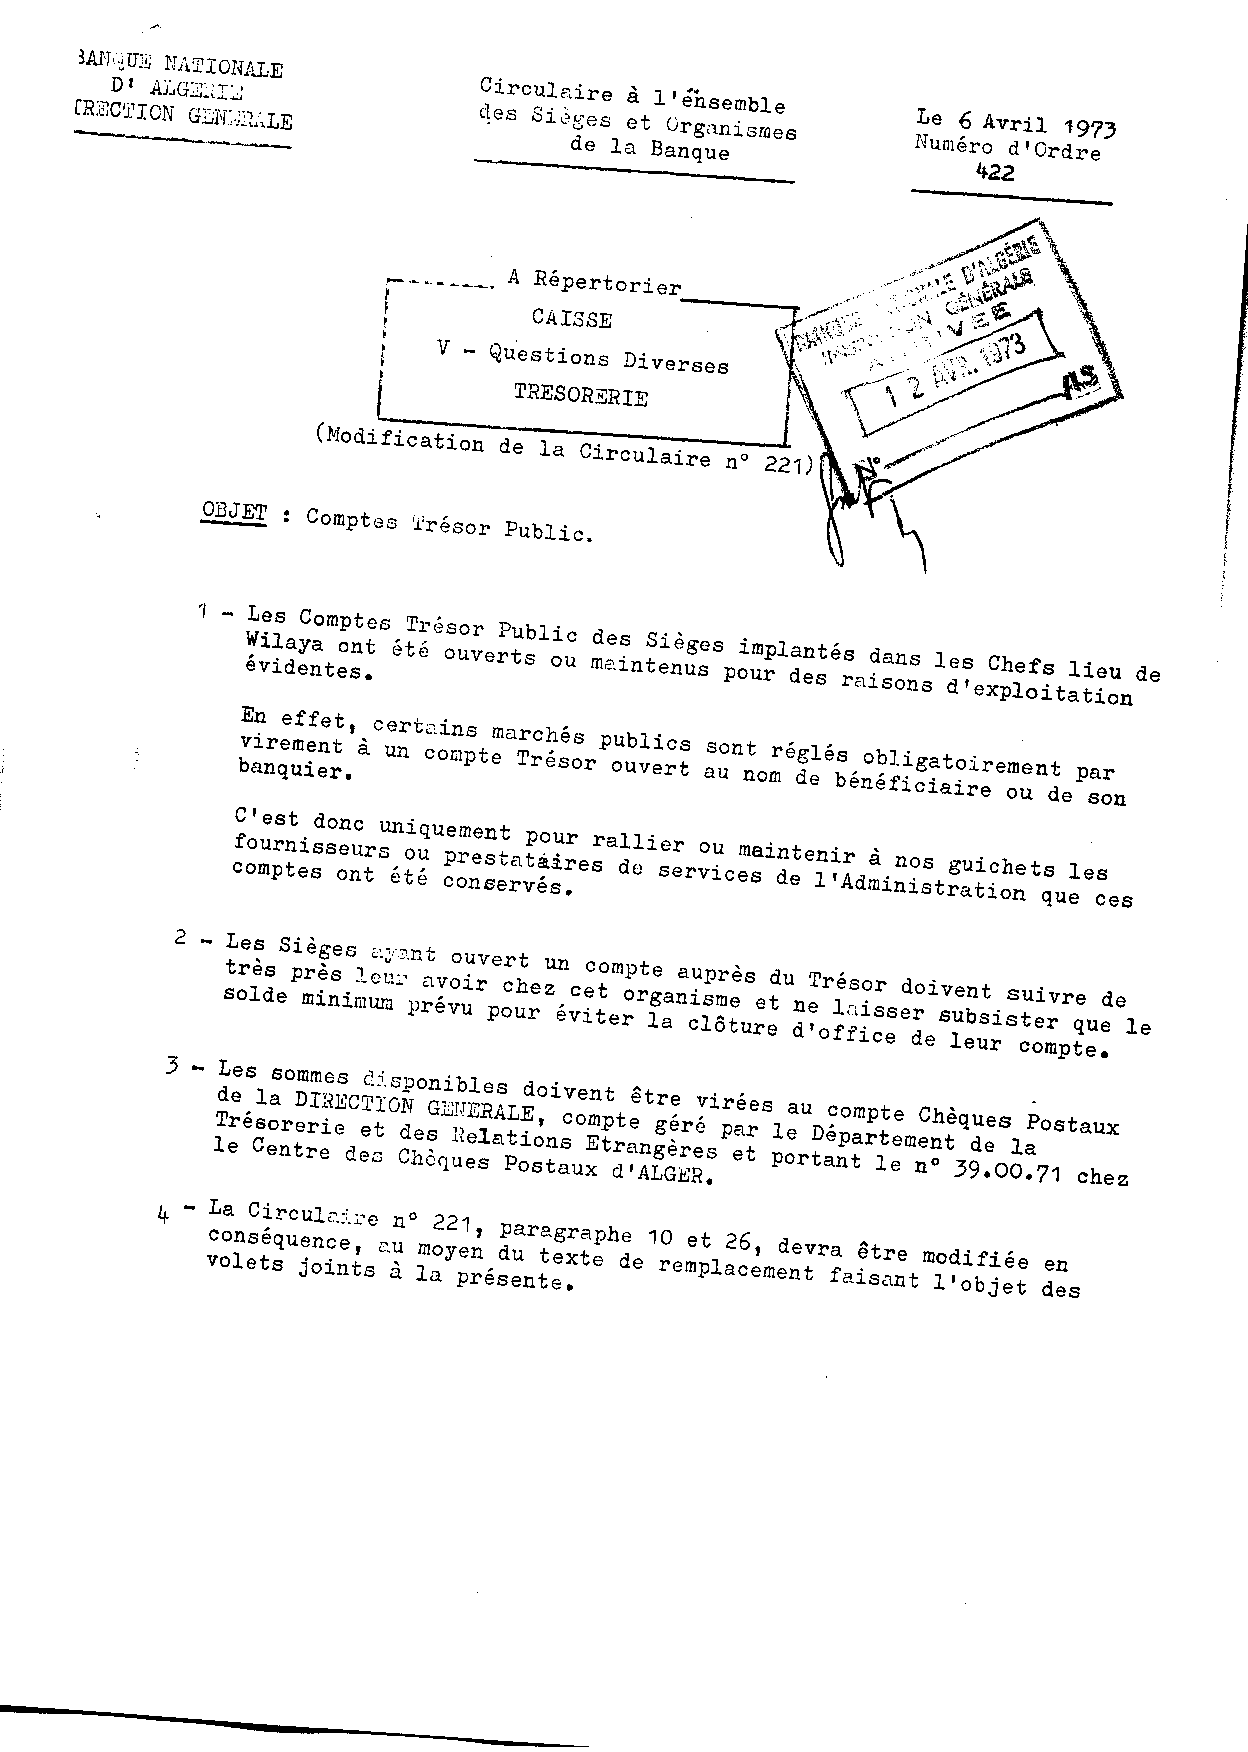 BANQUE NATIONALE
D' ALGERIE
DIRECTION GENERALE
Circulaire à l'énsemble
des Sièges et Organismes
de la Banque
Le 6 Avril 1973
Numéro d'Ordre
422
A Répertorier
CAISSE
V - Questions Diverses
TRESORERIE
BANQUE NATIONALE D'ALGÉRIE
INSPECTION GÉNÉRALE
ARRIVEE
12 AVR. 1973
N°
(Modification de la Circulaire n° 221)
OBJET : Comptes Trésor Public.
1 - Les Comptes Trésor Public des Sièges implantés dans les Chefs lieu de
Wilaya ont été ouverts ou maintenus pour des raisons d'exploitation
évidentes.
En effet, certains marchés publics sont réglés obligatoirement par
virement à un compte Trésor ouvert au nom de bénéficiaire ou de son
banquier.
C'est donc uniquement pour rallier ou maintenir à nos guichets les
fournisseurs ou prestatáires de services de l'Administration que ces
comptes ont été conservés.
2 - Les Sièges ayant ouvert un compte auprès du Trésor doivent suivre de
très près leur avoir chez cet organisme et ne laisser subsister que le
solde minimum prévu pour éviter la clôture d'office de leur compte.
3 - Les sommes disponibles doivent être virées au compte Chèques Postaux
de la DIRECTION GENERALE, compte géré par le Département de la
Trésorerie et des Relations Etrangères et portant le n° 39.00.71 chez
le Centre des Chèques Postaux d'ALGER.
4 - La Circulaire n° 221, paragraphe 10 et 26, devra être modifiée en
conséquence, au moyen du texte de remplacement faisant l'objet des
volets joints à la présente.